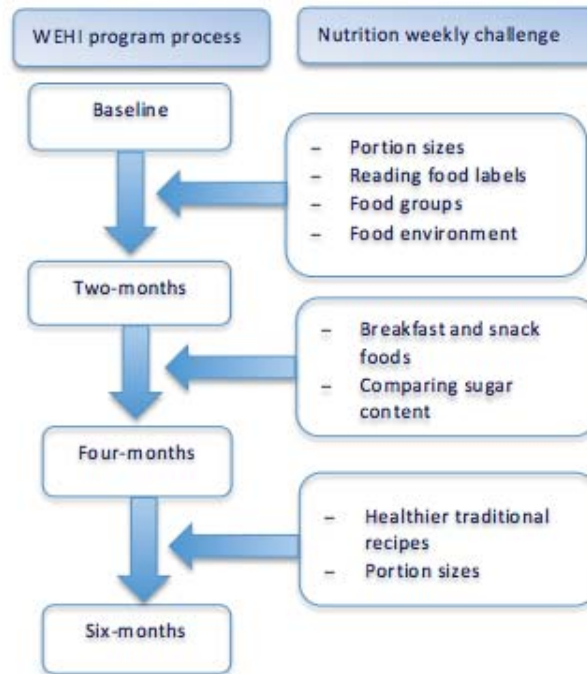 WEHI program process
Nutrition weekly challenge
Baseline
– Portion sizes
– Reading food labels
– Food groups
– Food environment
Two-months
– Breakfast and snack
foods
– Comparing sugar
content
Four-months
– Healthier traditional
recipes
– Portion sizes
Six-months